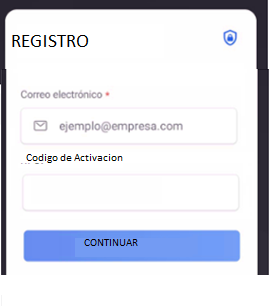 REGISTRO
Correo electrónico *
ejemplo@empresa.com
Codigo de Activacion
CONTINUAR